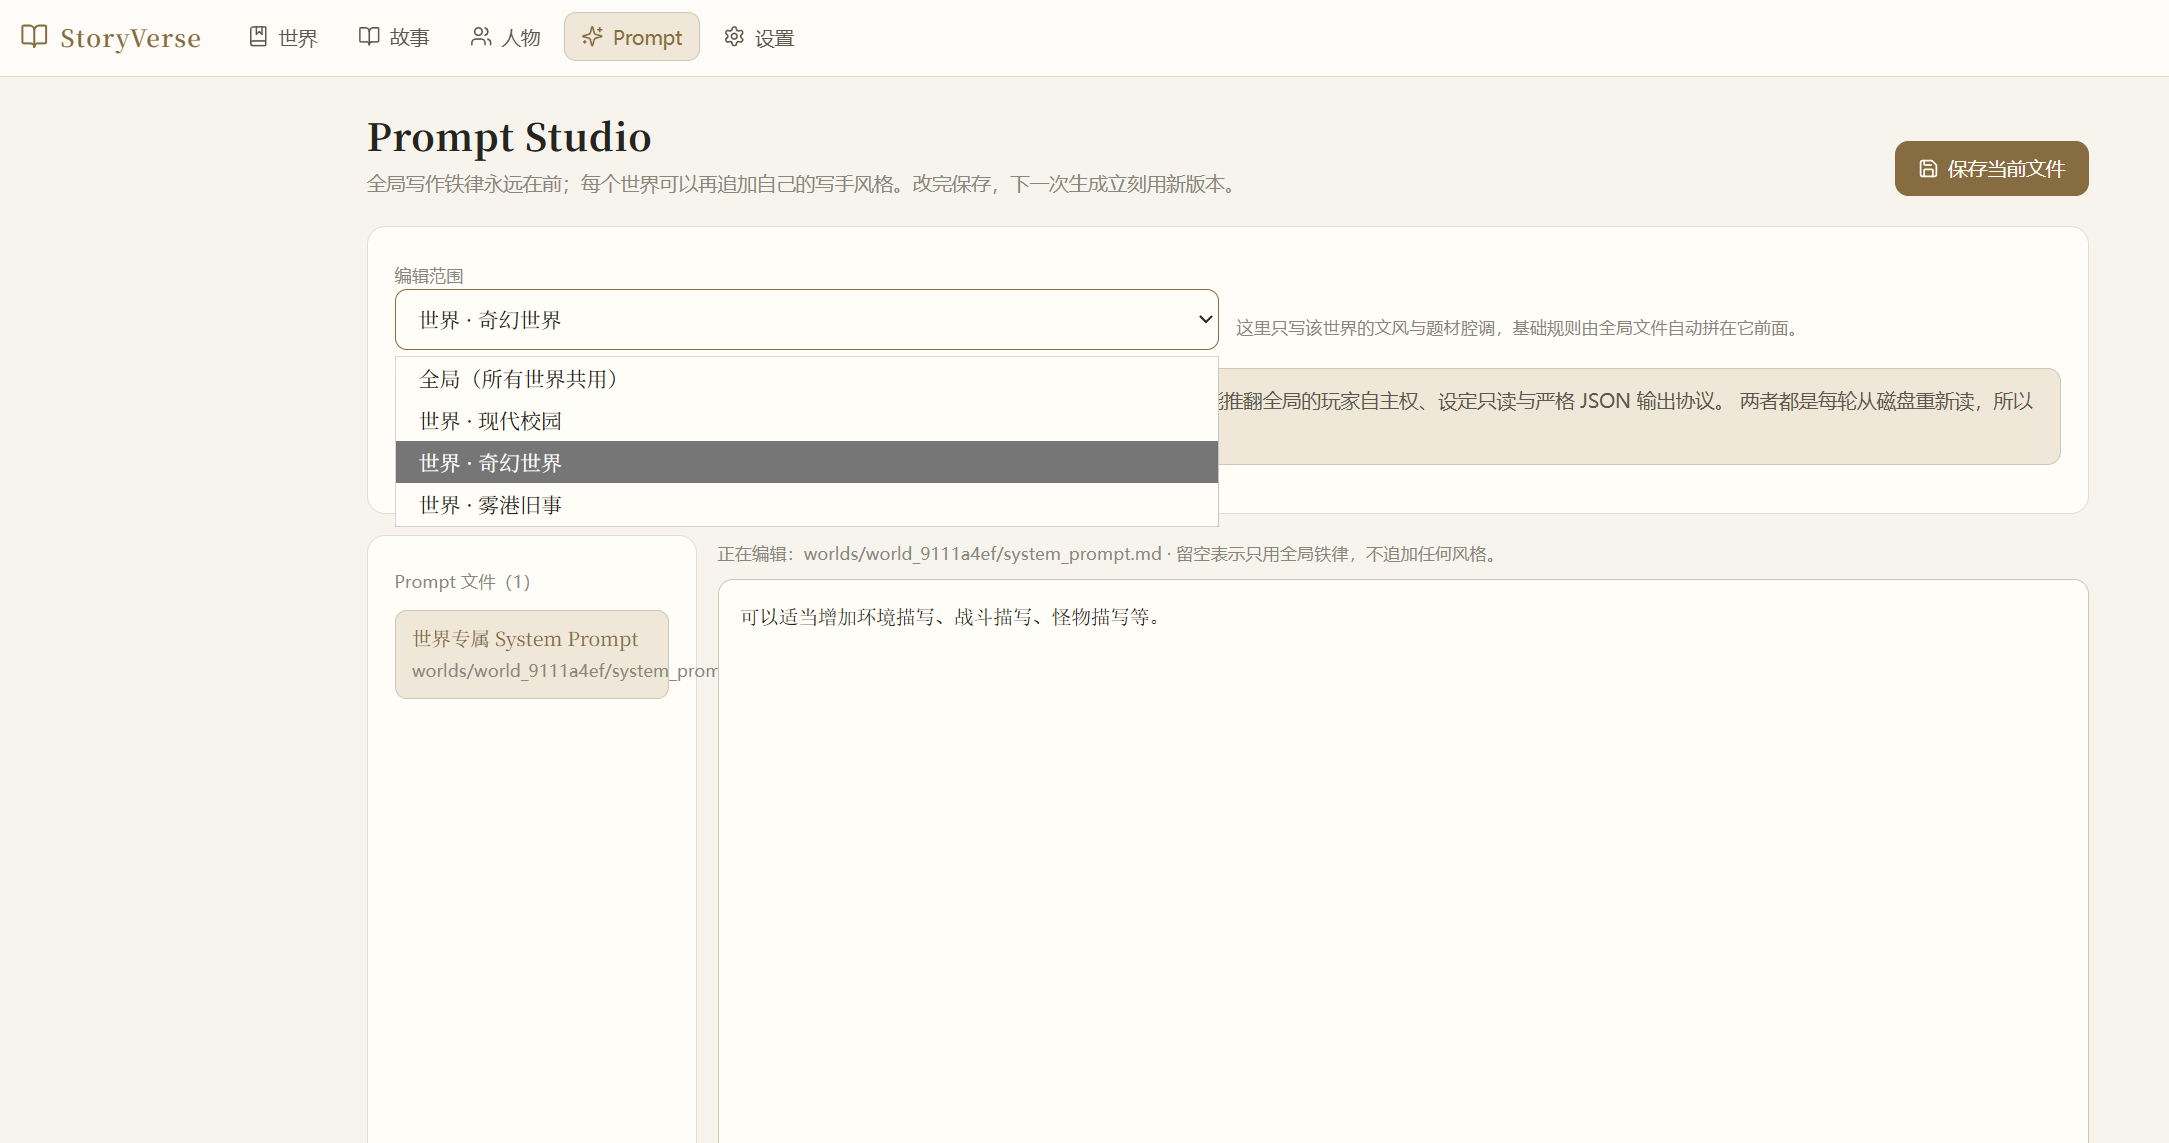 StoryVerse 世界 故事 人物 Prompt 设置
Prompt Studio
全局写作铁律永远在前；每个世界可以再追加自己的写手风格。改完保存，下一次生成立刻用新版本。
保存当前文件
编辑范围
世界 · 奇幻世界
这里只写该世界的文风与题材腔调，基础规则由全局文件自动拼在它前面。
全局（所有世界共用）
世界 · 现代校园
世界 · 奇幻世界
世界 · 雾港旧事
推翻全局的玩家自主权、设定只读与严格 JSON 输出协议。 两者都是每轮从磁盘重新读，所以
Prompt 文件（1）
世界专属 System Prompt
worlds/world_9111a4ef/system_prom
正在编辑：worlds/world_9111a4ef/system_prompt.md · 留空表示只用全局铁律，不追加任何风格。
可以适当增加环境描写、战斗描写、怪物描写等。